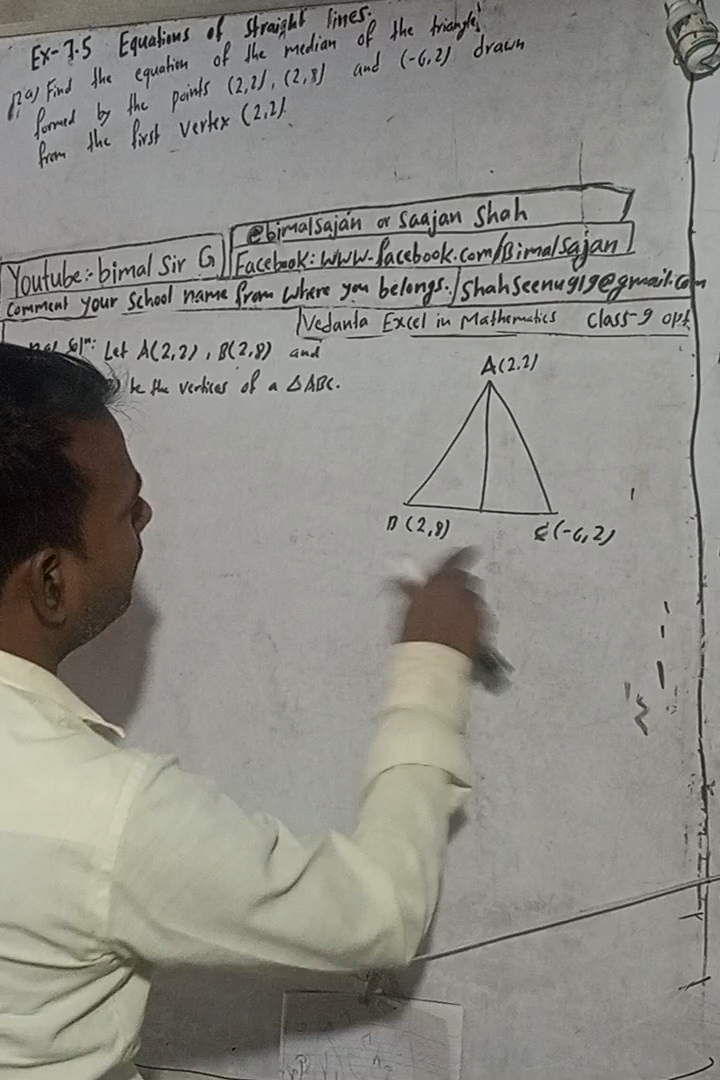 Ex-7.5 Equations of Straight lines.
a) Find the equation of the median of the triangle
formed by the points (2,2), (2,8) and (-6,2) drawn
from the first vertex (2,2).
@bimalsajan or Saajan Shah
Youtube:- bimal Sir G
Facebook: www.facebook.com/Bimalsajan
Comment your School name from where you belongs.
Shahseenu919@gmail.com
Vedanta Excel in Mathematics Class-9 opt
Solⁿ: Let A(2,2), B(2,8) and
be the vertices of a ΔABC.
A(2,2)
B(2,8)
C(-6,2)